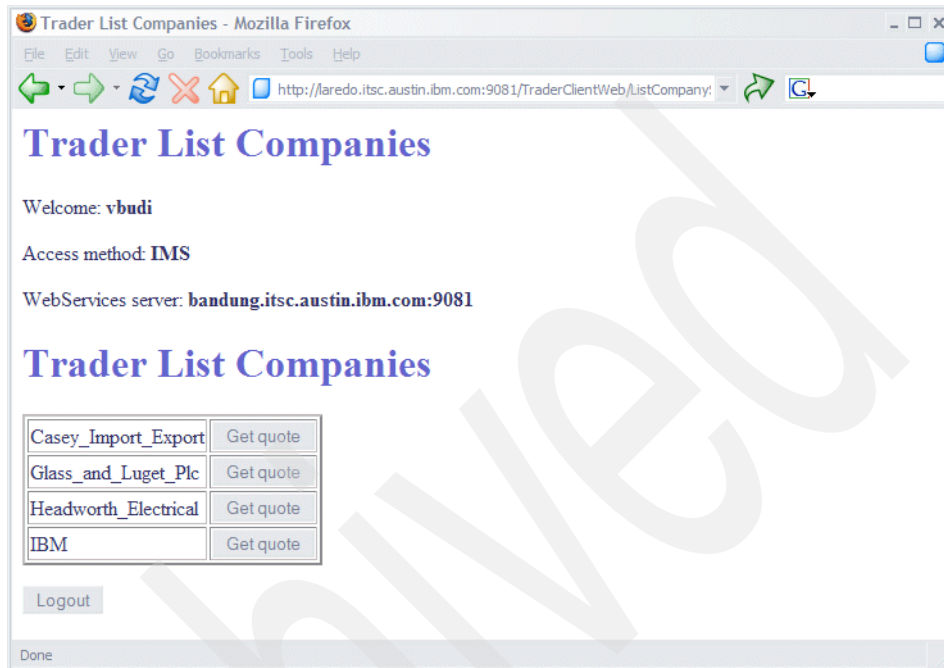 Trader List Companies - Mozilla Firefox
File Edit View Go Bookmarks Tools Help
http://laredo.itsc.austin.ibm.com:9081/TraderClientWeb/ListCompany
G
Trader List Companies
Welcome: vbudi
Access method: IMS
WebServices server: bandung.itsc.austin.ibm.com:9081
Trader List Companies
Casey_Import_Export Get quote
Glass_and_Luget_Plc Get quote
Headworth_Electrical Get quote
IBM Get quote
Logout
Done
hived